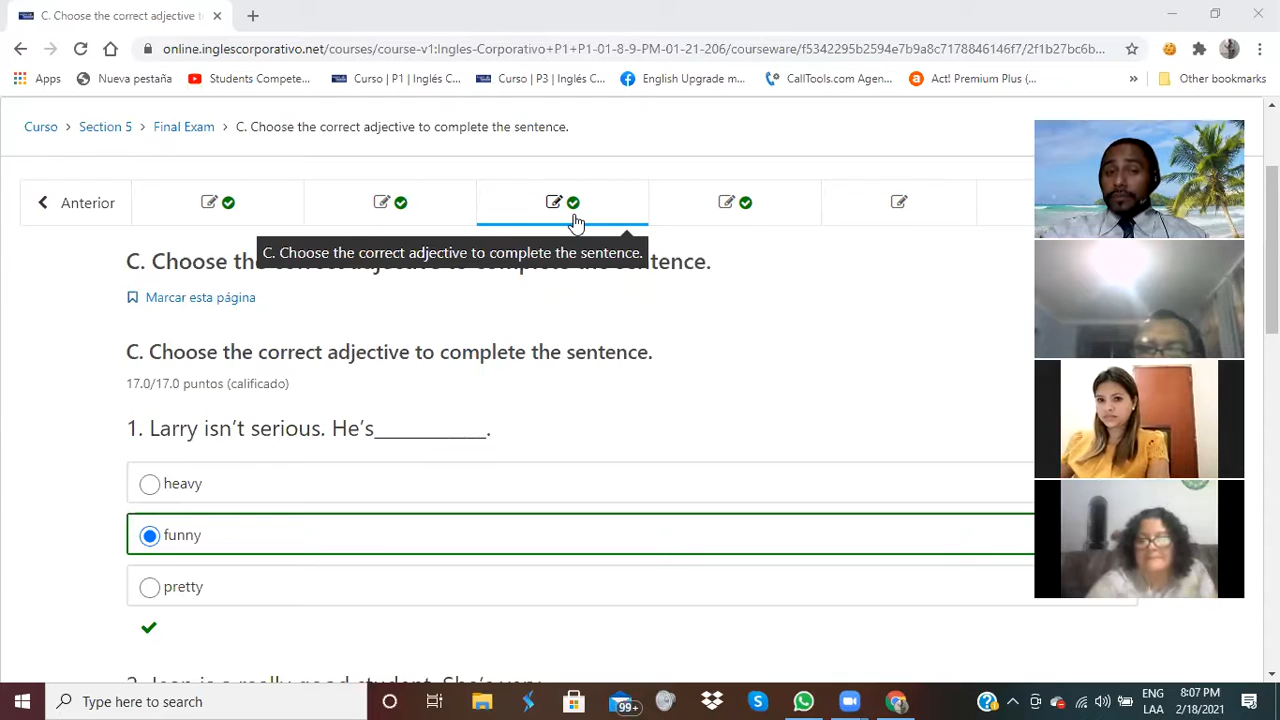 C. Choose the correct adjective t
online.inglescorporativo.net/courses/course-v1:Ingles-Corporativo+P1+P1-01-8-9-PM-01-21-206/courseware/f5342295b2594e7b9a8c7178846146f7/2f1b27bc6b...
Apps Nueva pestaña Students Compete... Curso | P1 | Inglés C... Curso | P3 | Inglés C... English Upgrade m... CallTools.com Agen... Act! Premium Plus (... » Other bookmarks
Curso > Section 5 > Final Exam > C. Choose the correct adjective to complete the sentence.
Anterior
C. Choose the correct adjective to complete the sentence.
C. Choose the correct adjective to complete the sentence.
Marcar esta página
C. Choose the correct adjective to complete the sentence.
17.0/17.0 puntos (calificado)
1. Larry isn’t serious. He’s___________.
heavy
funny
pretty
Type here to search
99+
ENG
LAA
8:07 PM
2/18/2021